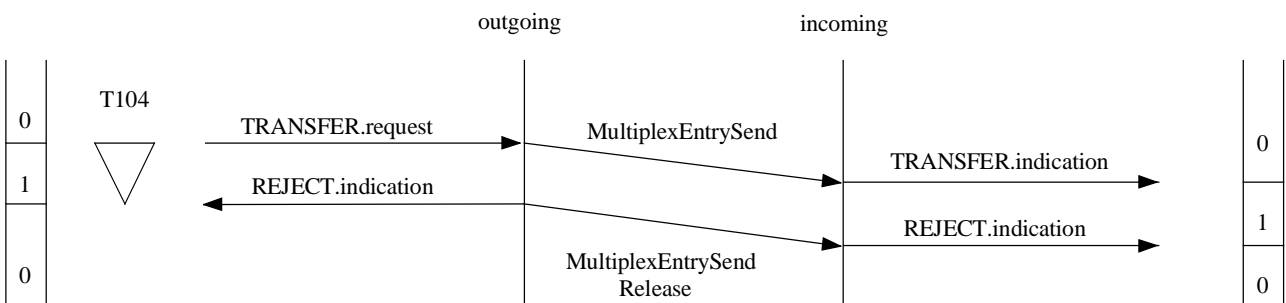 outgoing
incoming
T104
0
TRANSFER.request
MultiplexEntrySend
0
TRANSFER.indication
1
REJECT.indication
1
REJECT.indication
0
MultiplexEntrySend
Release
0